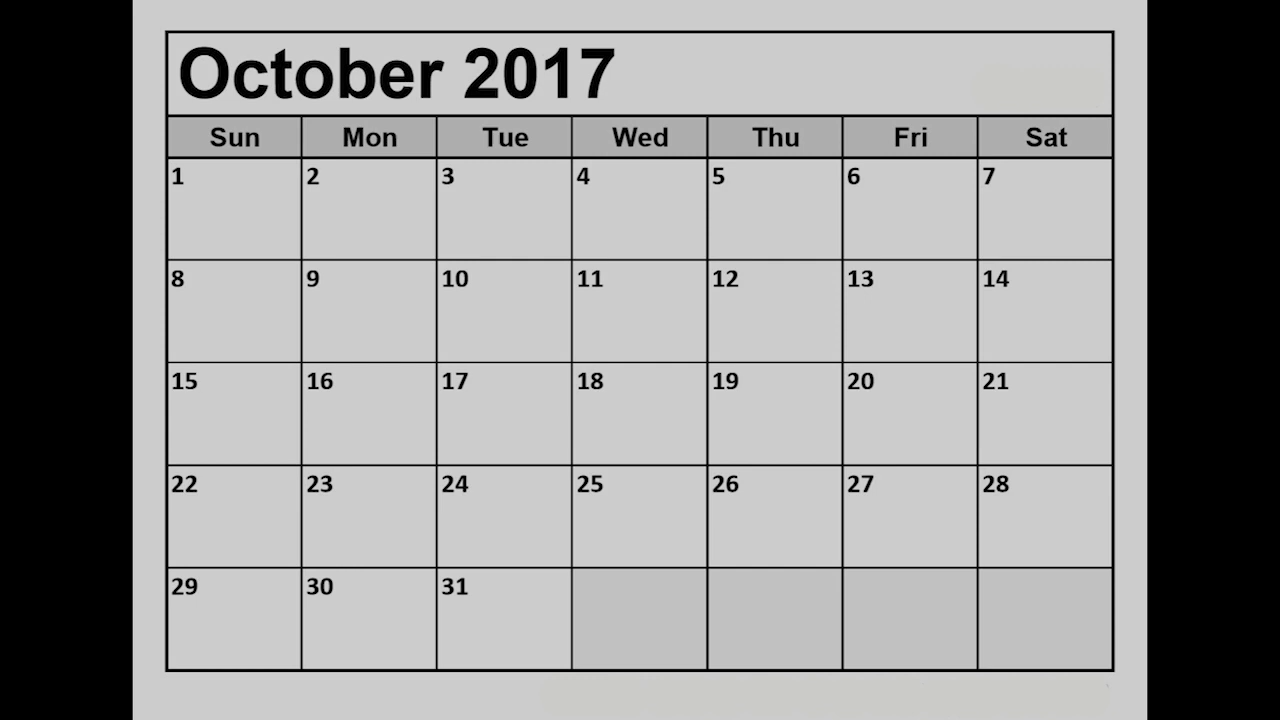 October 2017
Sun Mon Tue Wed Thu Fri Sat
1 2 3 4 5 6 7
8 9 10 11 12 13 14
15 16 17 18 19 20 21
22 23 24 25 26 27 28
29 30 31